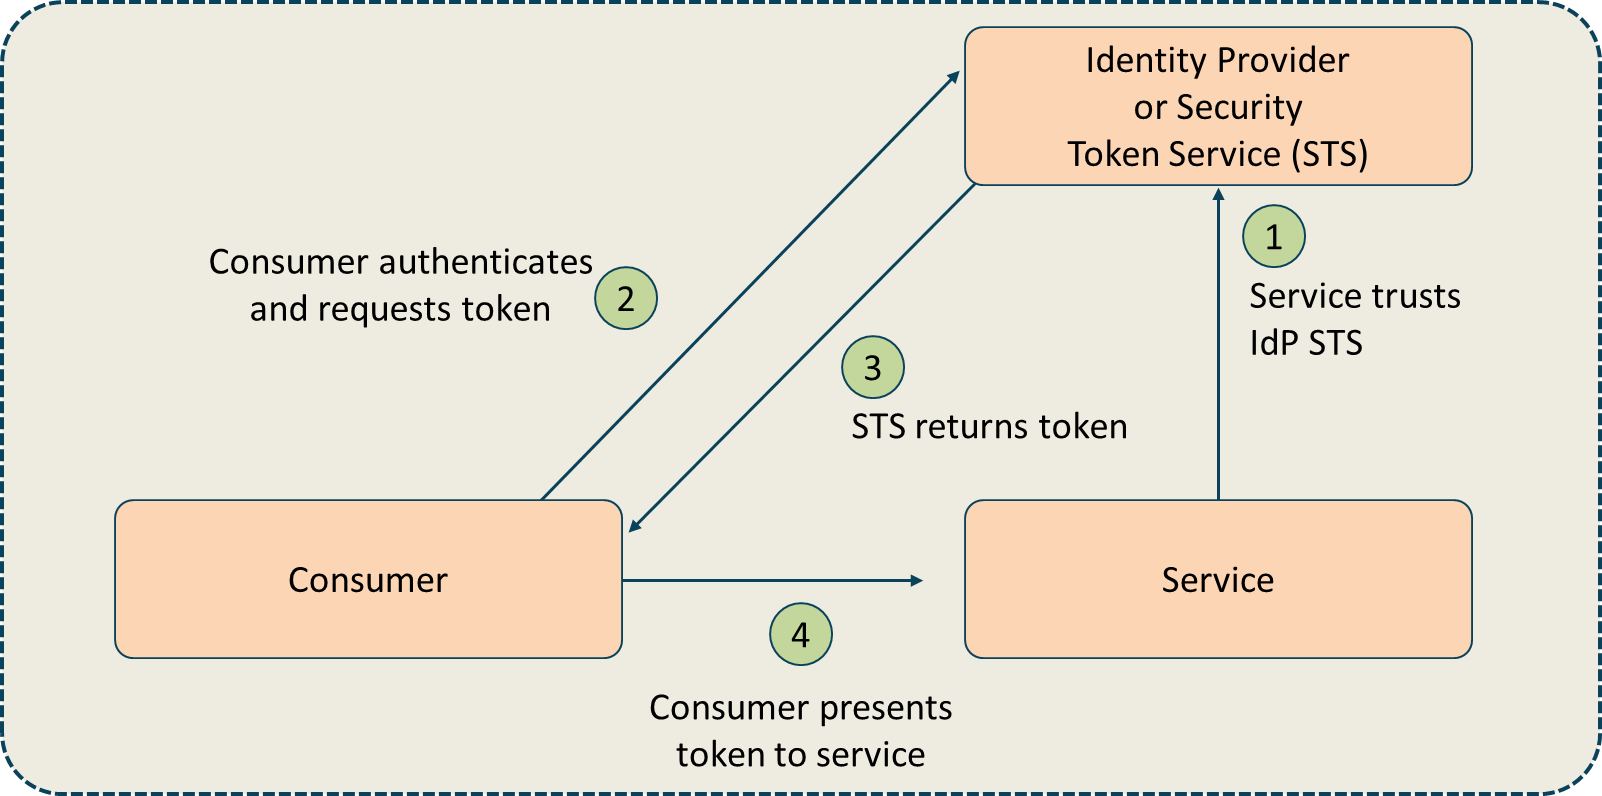 Identity Provider
or Security
Token Service (STS)
1
Service trusts
IdP STS
Consumer authenticates
and requests token
2
3
STS returns token
Consumer
Service
4
Consumer presents
token to service